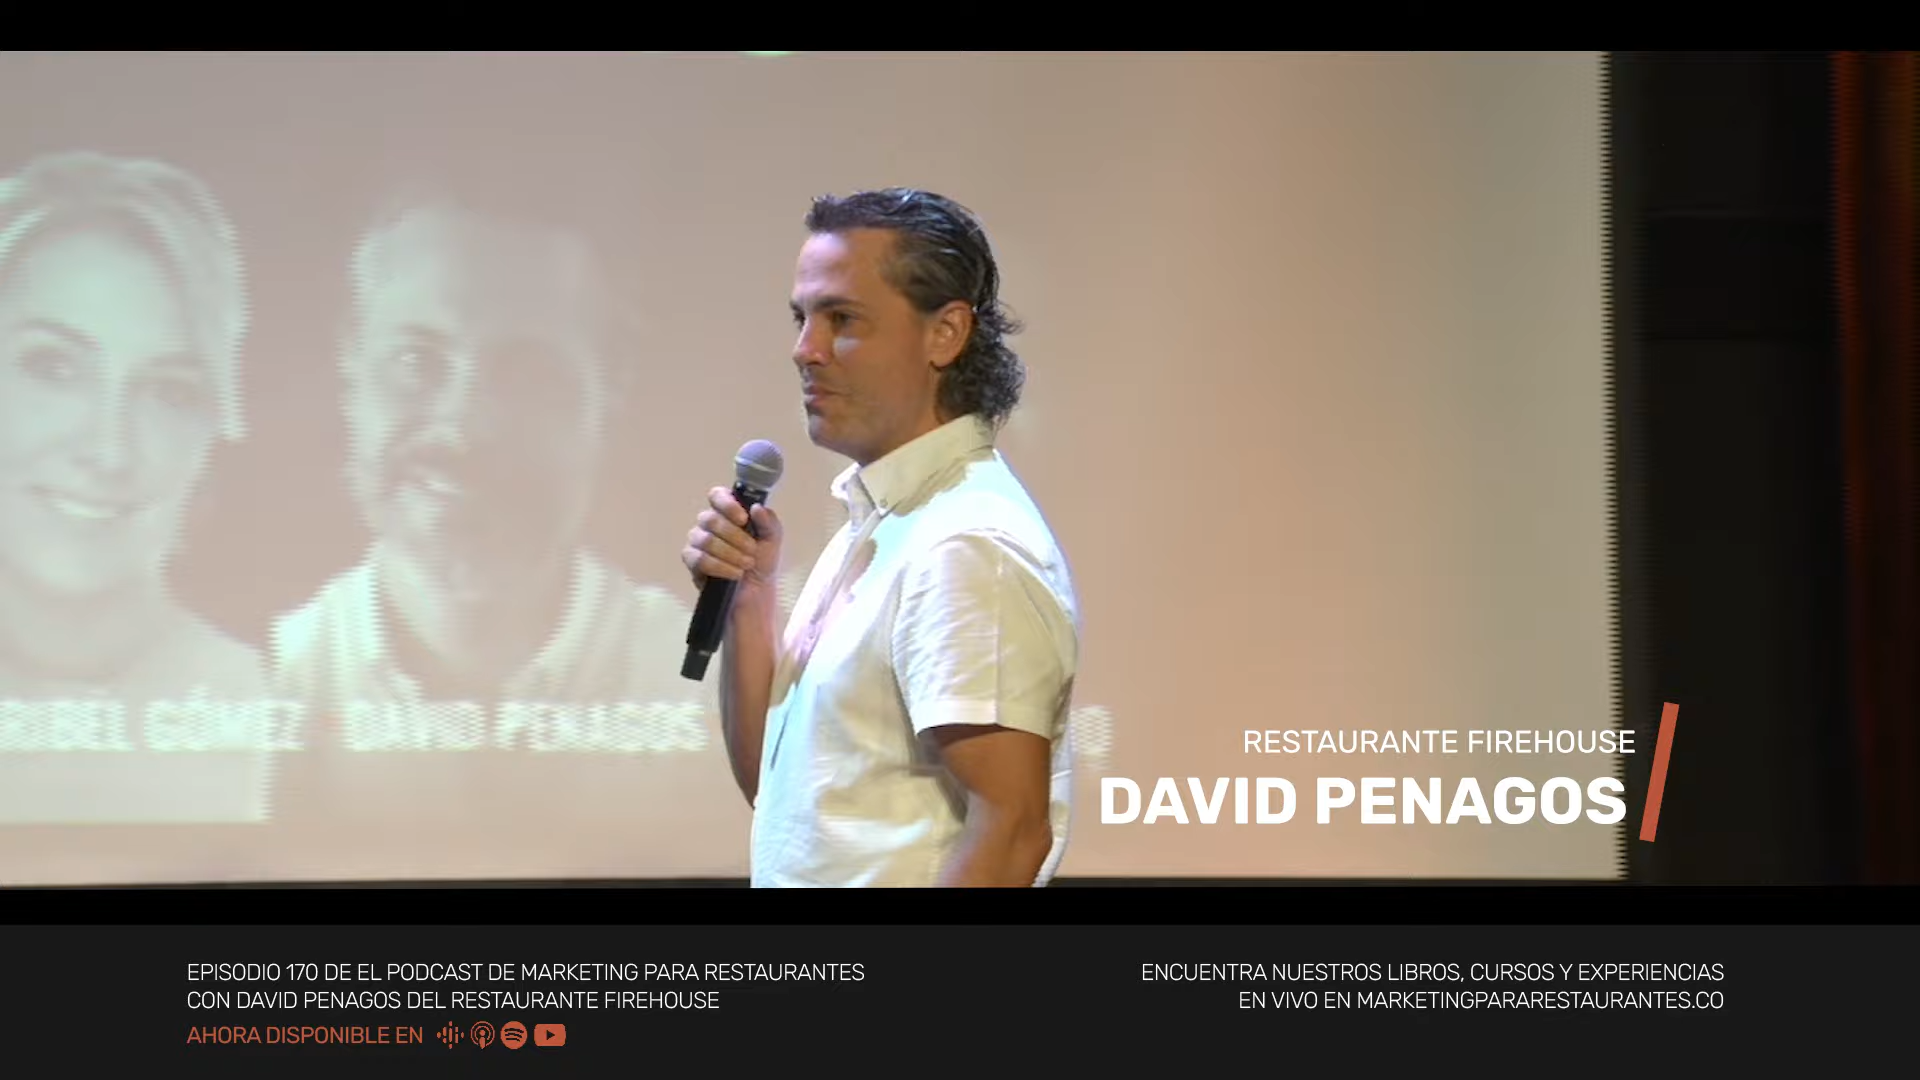 GÓMEZ DAVID PENAGOS
RESTAURANTE FIREHOUSE
DAVID PENAGOS
EPISODIO 170 DE EL PODCAST DE MARKETING PARA RESTAURANTES
CON DAVID PENAGOS DEL RESTAURANTE FIREHOUSE
AHORA DISPONIBLE EN
ENCUENTRA NUESTROS LIBROS, CURSOS Y EXPERIENCIAS
EN VIVO EN MARKETINGPARARESTAURANTES.CO